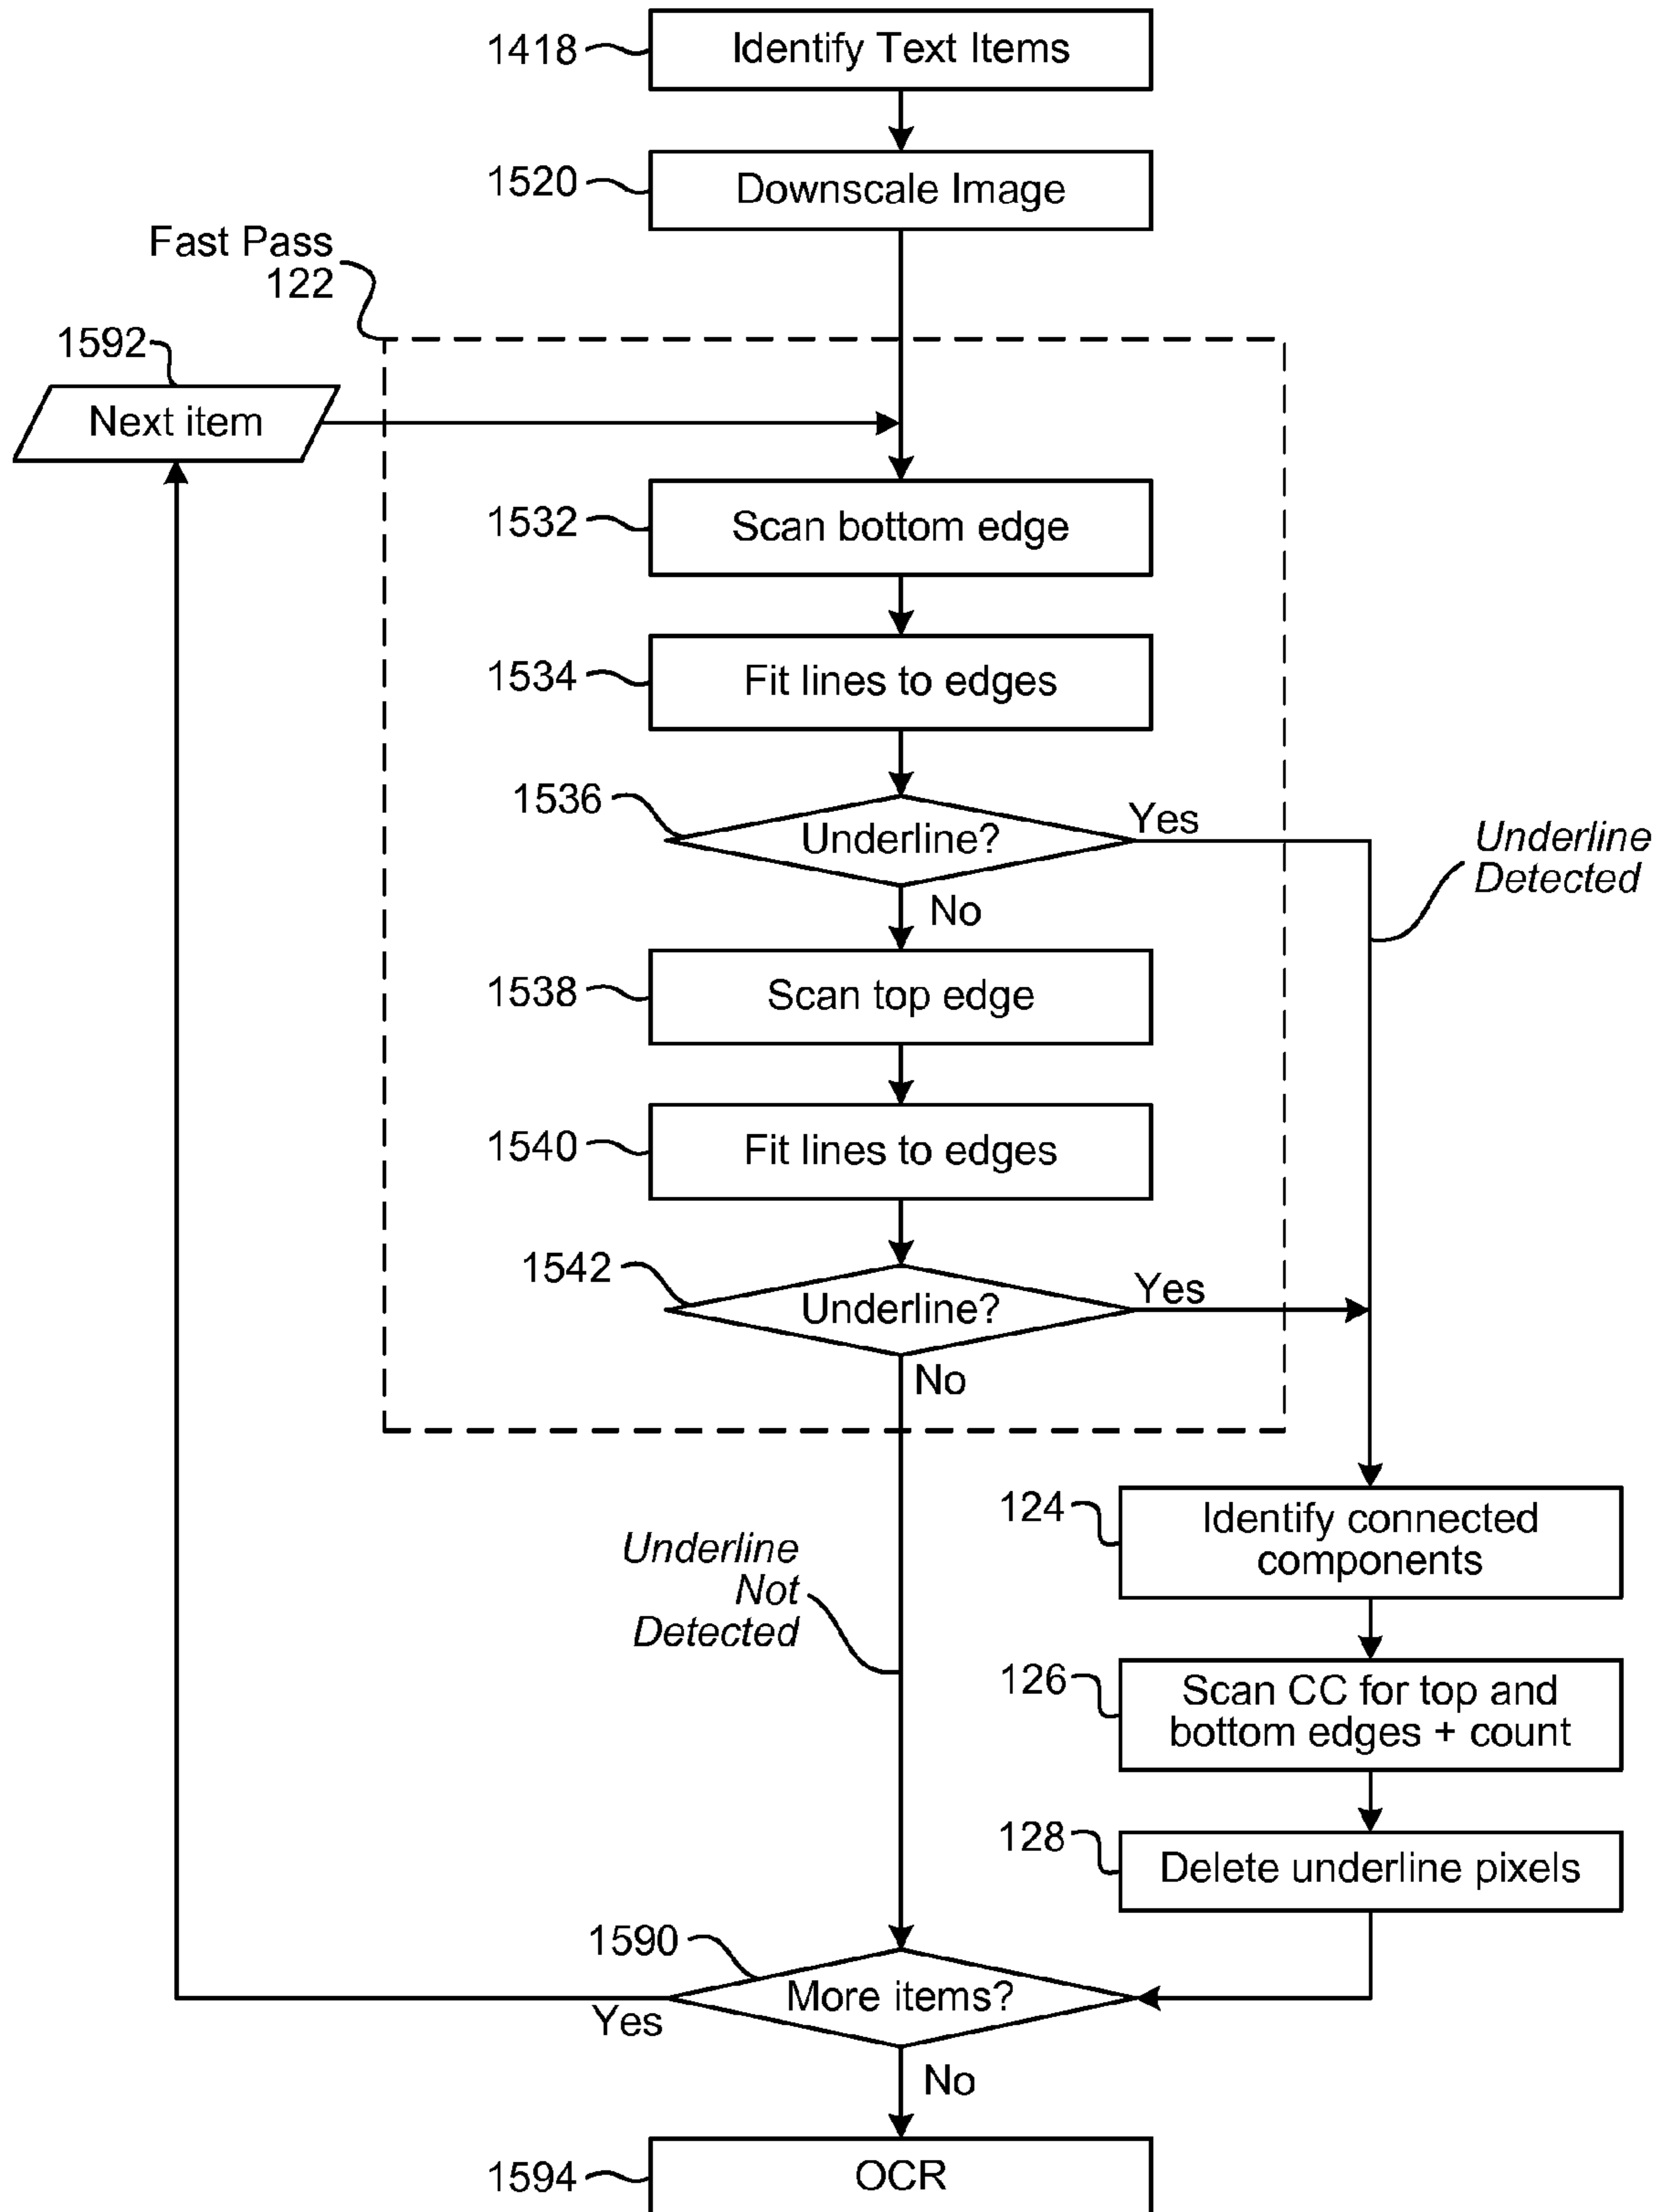 1418
Identify Text Items
1520
Downscale Image
Fast Pass
122
1592
Next item
1532
Scan bottom edge
1534
Fit lines to edges
1536
Underline?
Yes
Underline
Detected
No
1538
Scan top edge
1540
Fit lines to edges
1542
Underline?
Yes
No
124
Identify connected
components
Underline
Not
Detected
126
Scan CC for top and
bottom edges + count
128
Delete underline pixels
1590
More items?
Yes
No
1594
OCR